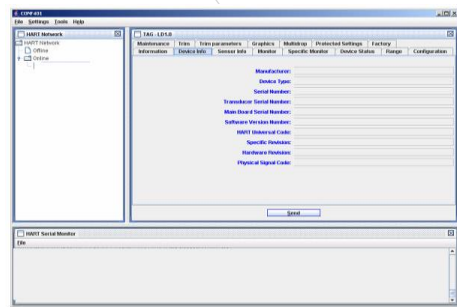 CONF401
File Settings Tools Help
HART Network
HART Network
Offline
Online
TAG - LD1.0
Maintenance Trim Trim parameters Graphics Multidrop Protected Settings Factory
Information Device Info Sensor Info Monitor Specific Monitor Device Status Range Configuration
Manufacturer:
Device Type:
Serial Number:
Transducer Serial Number:
Main Board Serial Number:
Software Version Number:
HART Universal Code:
Specific Revision:
Hardware Revision:
Physical Signal Code:
Send
HART Serial Monitor
File